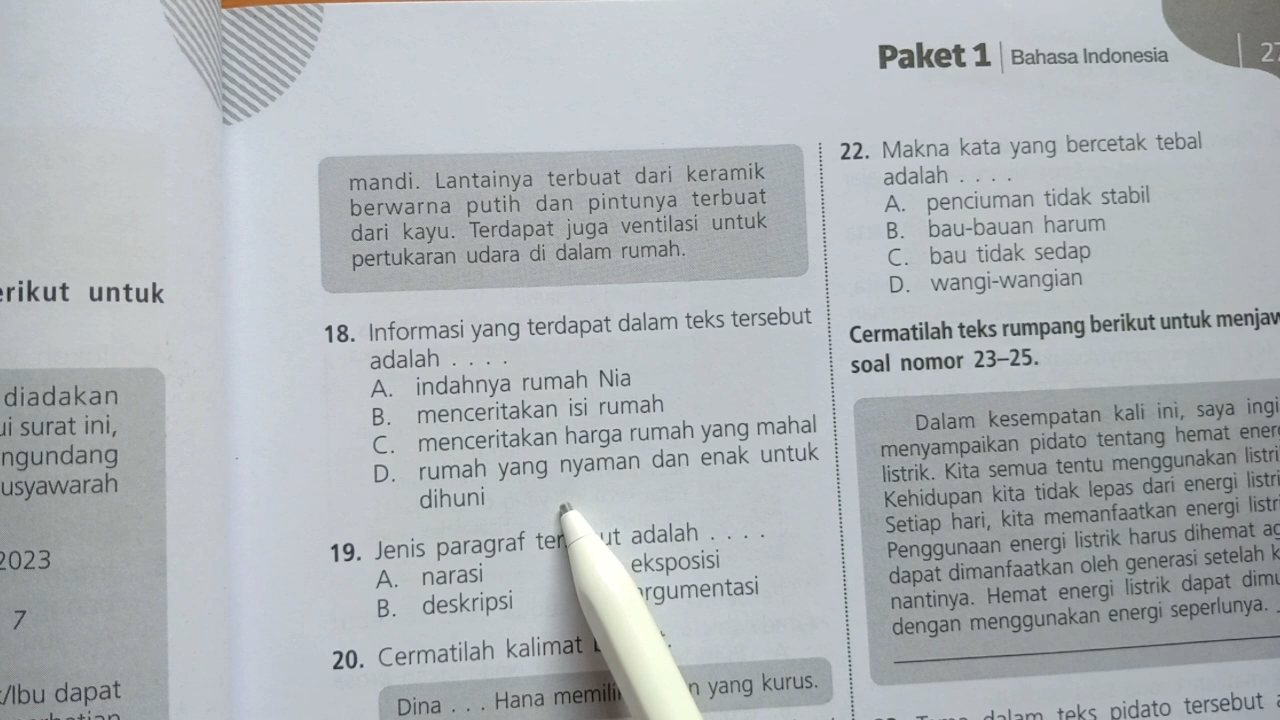 Paket 1 | Bahasa Indonesia
27
erikut untuk
diadakan
ui surat ini,
ngundang
usyawarah
2023
7
/Ibu dapat
mandi. Lantainya terbuat dari keramik
berwarna putih dan pintunya terbuat
dari kayu. Terdapat juga ventilasi untuk
pertukaran udara di dalam rumah.
18. Informasi yang terdapat dalam teks tersebut
adalah . . . .
A. indahnya rumah Nia
B. menceritakan isi rumah
C. menceritakan harga rumah yang mahal
D. rumah yang nyaman dan enak untuk
dihuni
19. Jenis paragraf ter ut adalah . . . .
A. narasi
eksposisi
B. deskripsi
rgumentasi
20. Cermatilah kalimat
Dina . . . Hana memili n yang kurus.
22. Makna kata yang bercetak tebal
adalah . . . .
A. penciuman tidak stabil
B. bau-bauan harum
C. bau tidak sedap
D. wangi-wangian
Cermatilah teks rumpang berikut untuk menjaw
soal nomor 23–25.
Dalam kesempatan kali ini, saya ingi
menyampaikan pidato tentang hemat ener
listrik. Kita semua tentu menggunakan listri
Kehidupan kita tidak lepas dari energi listri
Setiap hari, kita memanfaatkan energi listr
Penggunaan energi listrik harus dihemat ag
dapat dimanfaatkan oleh generasi setelah k
nantinya. Hemat energi listrik dapat dimu
dengan menggunakan energi seperlunya.
dalam teks pidato tersebut